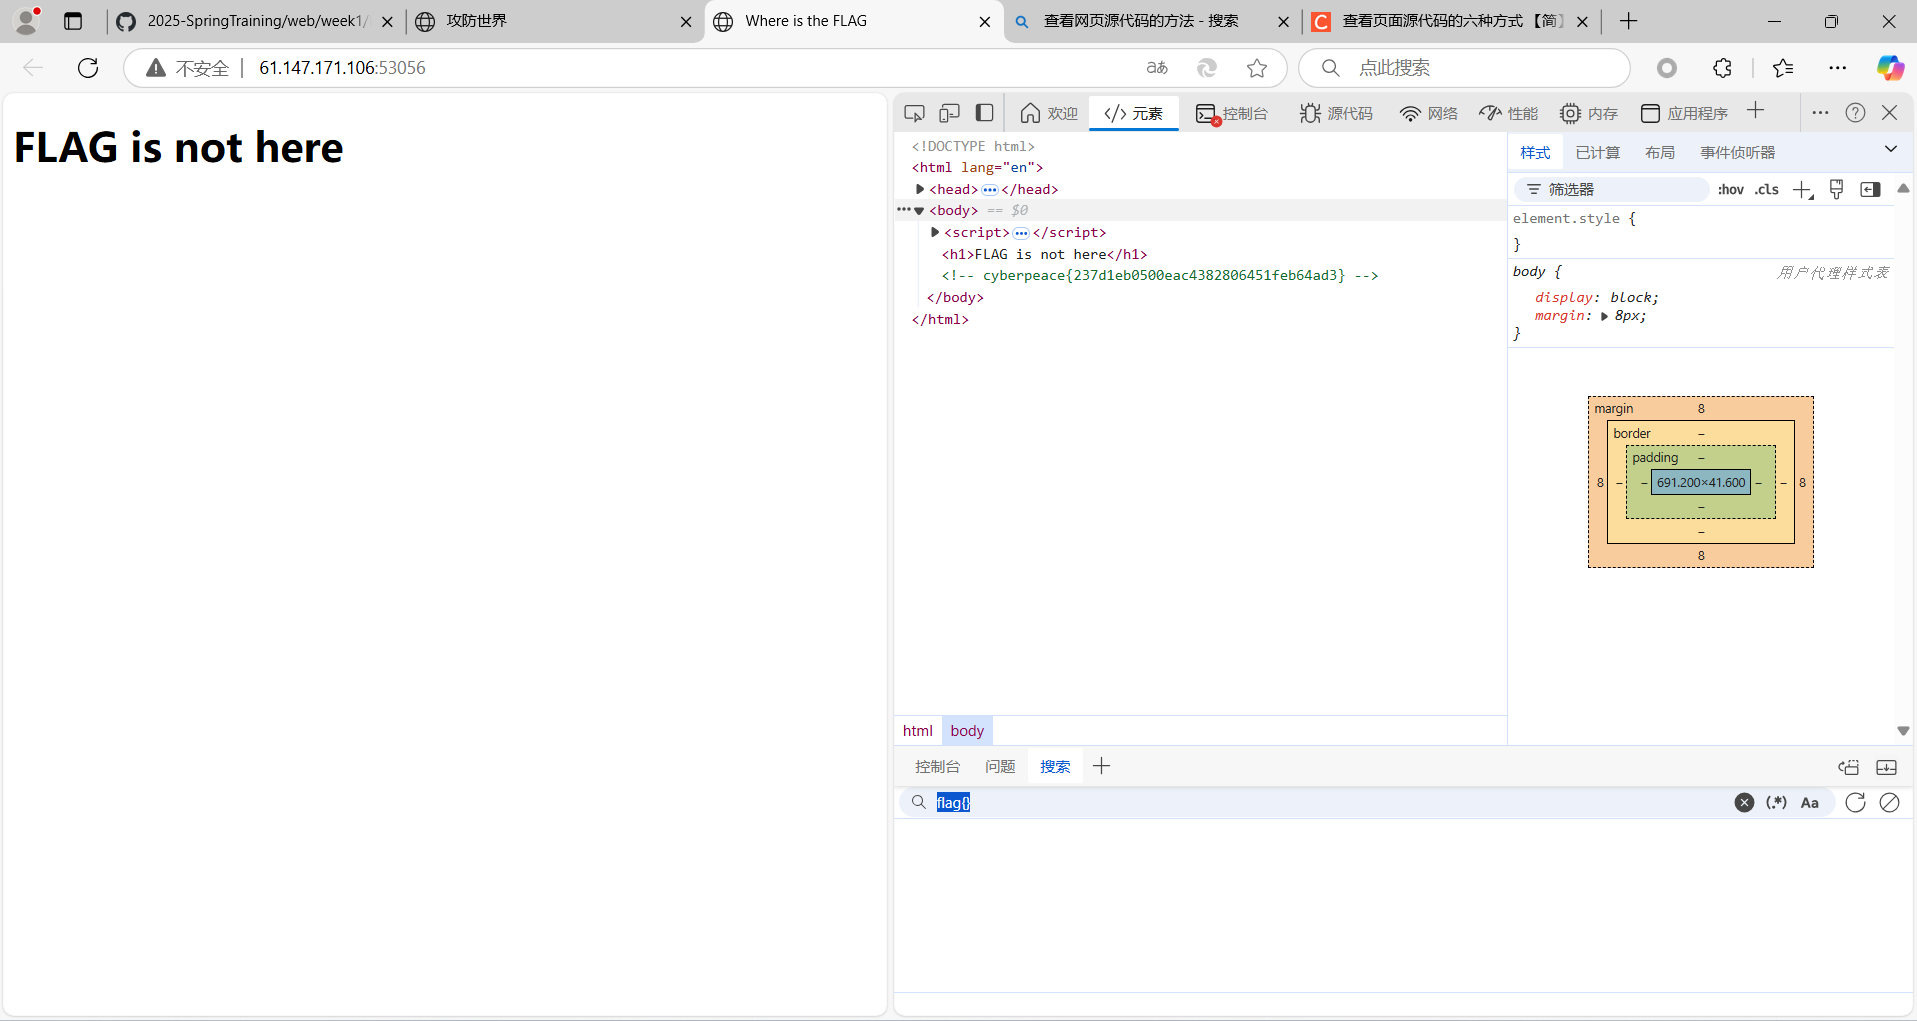 2025-SpringTraining/web/week1/
攻防世界
Where is the FLAG
查看网页源代码的方法 - 搜索
查看页面源代码的六种方式 【简】
不安全
61.147.171.106:53056
aあ
点此搜索
FLAG is not here
欢迎
</> 元素
控制台
源代码
网络
性能
内存
应用程序
<!DOCTYPE html>
<html lang="en">
<head>…</head>
<body> == $0
<script>…</script>
<h1>FLAG is not here</h1>
<!-- cyberpeace{237d1eb0500eac4382806451feb64ad3} -->
</body>
</html>
样式
已计算
布局
事件侦听器
筛选器
:hov
.cls
element.style {
}
body {
用户代理样式表
display: block;
margin: 8px;
}
margin
8
border
–
padding
–
8
–
–
691.200×41.600
–
–
8
–
–
8
html
body
控制台
问题
搜索
flag{}
(.*)
Aa